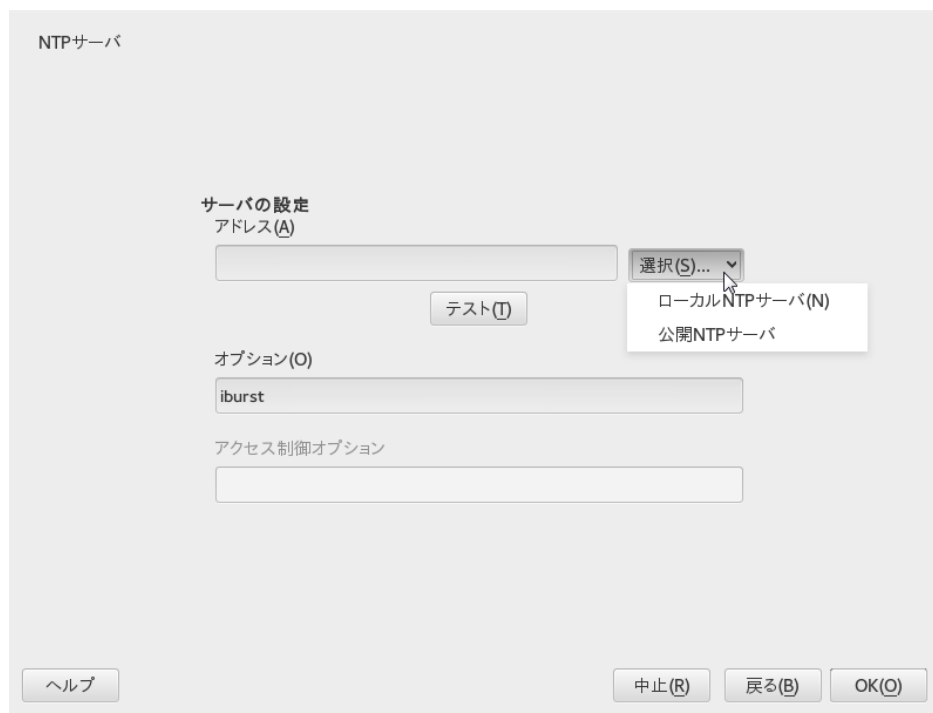 NTPサーバ
サーバの設定
アドレス(A)
選択(S)...
ローカルNTPサーバ(N)
公開NTPサーバ
テスト(T)
オプション(O)
iburst
アクセス制御オプション
ヘルプ
中止(R)
戻る(B)
OK(O)